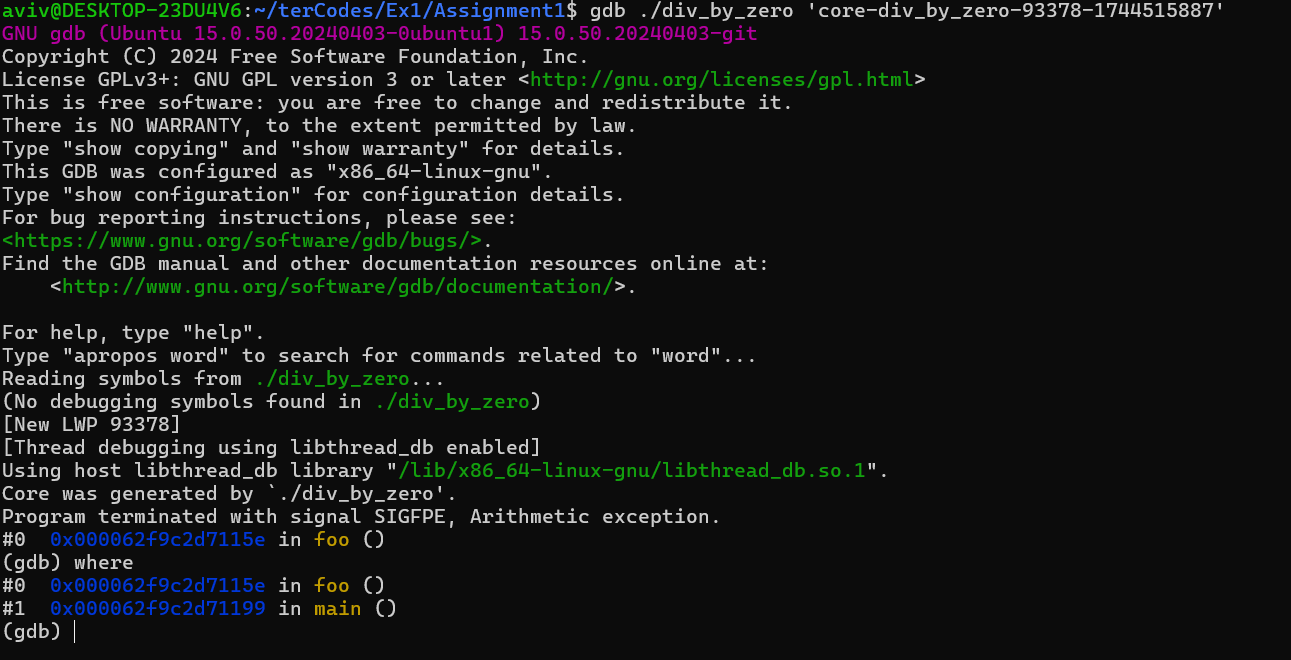 aviv@DESKTOP-23DU4V6:~/terCodes/Ex1/Assignment1$ gdb ./div_by_zero 'core-div_by_zero-93378-1744515887'
GNU gdb (Ubuntu 15.0.50.20240403-0ubuntu1) 15.0.50.20240403-git
Copyright (C) 2024 Free Software Foundation, Inc.
License GPLv3+: GNU GPL version 3 or later <http://gnu.org/licenses/gpl.html>
This is free software: you are free to change and redistribute it.
There is NO WARRANTY, to the extent permitted by law.
Type "show copying" and "show warranty" for details.
This GDB was configured as "x86_64-linux-gnu".
Type "show configuration" for configuration details.
For bug reporting instructions, please see:
<https://www.gnu.org/software/gdb/bugs/>.
Find the GDB manual and other documentation resources online at:
    <http://www.gnu.org/software/gdb/documentation/>.

For help, type "help".
Type "apropos word" to search for commands related to "word"...
Reading symbols from ./div_by_zero...
(No debugging symbols found in ./div_by_zero)
[New LWP 93378]
[Thread debugging using libthread_db enabled]
Using host libthread_db library "/lib/x86_64-linux-gnu/libthread_db.so.1".
Core was generated by `./div_by_zero'.
Program terminated with signal SIGFPE, Arithmetic exception.
#0  0x000062f9c2d7115e in foo ()
(gdb) where
#0  0x000062f9c2d7115e in foo ()
#1  0x000062f9c2d71199 in main ()
(gdb)